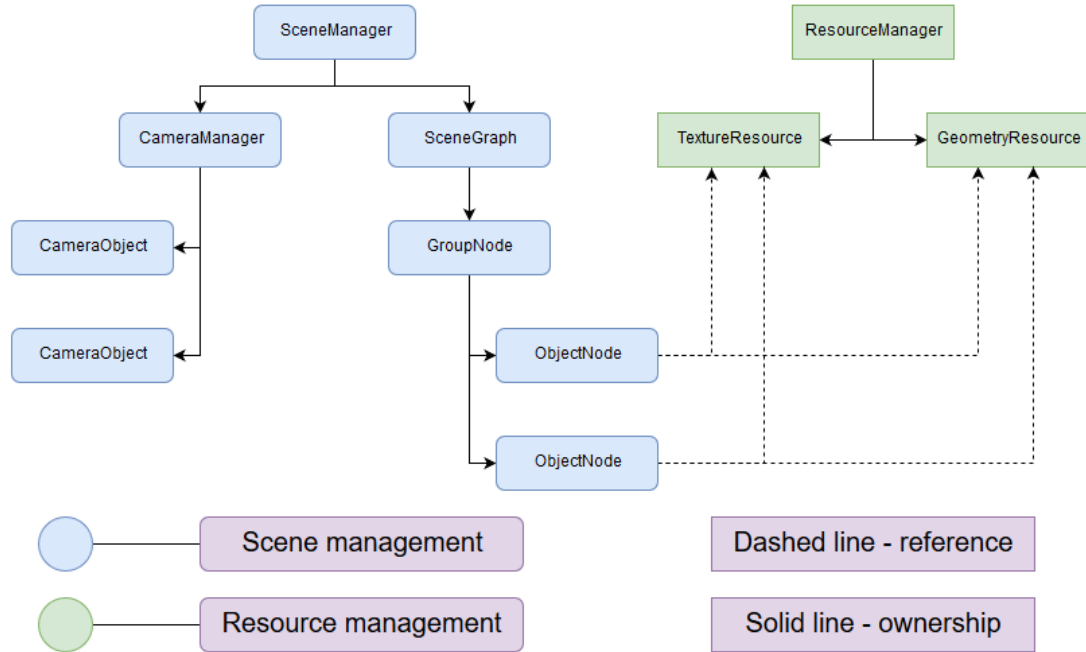 SceneManager
ResourceManager
CameraManager
SceneGraph
TextureResource
GeometryResource
CameraObject
GroupNode
CameraObject
ObjectNode
ObjectNode
Scene management
Dashed line - reference
Resource management
Solid line - ownership